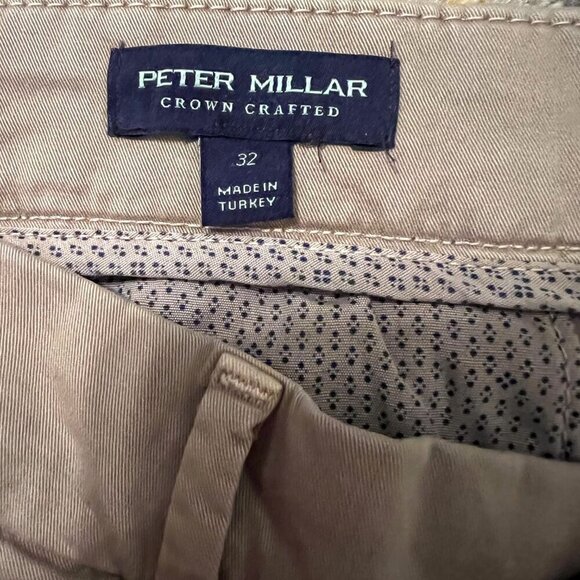 PETER MILLAR
CROWN CRAFTED
32
MADE IN
TURKEY